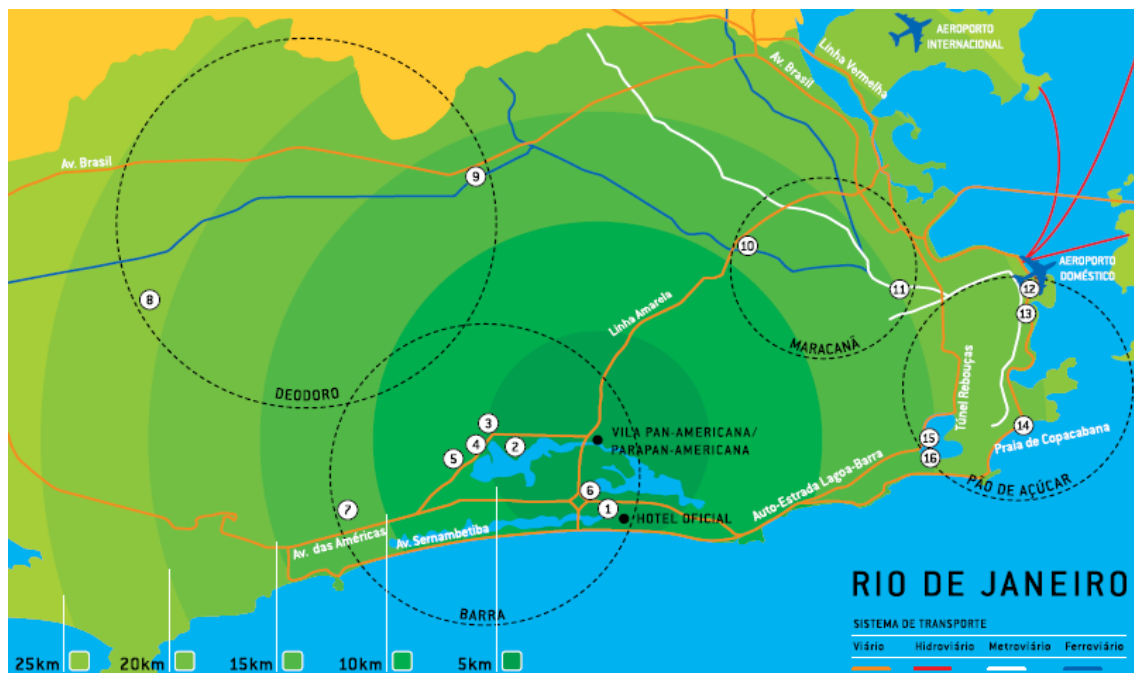 AEROPORTO
INTERNACIONAL
Linha Vermelha
Av. Brasil
Av. Brasil
9
10
8
11
AEROPORTO
DOMÉSTICO
12
13
Linha Amarela
MARACANÃ
DEODORO
Túnel Rebouças
3
4
2
5
VILA PAN-AMERICANA/
PARAPAN-AMERICANA
14
15
16
Praia de Copacabana
PÃO DE AÇÚCAR
Auto-Estrada Lagoa-Barra
6
7
1
HOTEL OFICIAL
Av. das Américas
Av. Sernambetiba
BARRA
RIO DE JANEIRO
SISTEMA DE TRANSPORTE
Viário Hidroviário Metroviário Ferroviário
25km 20km 15km 10km 5km